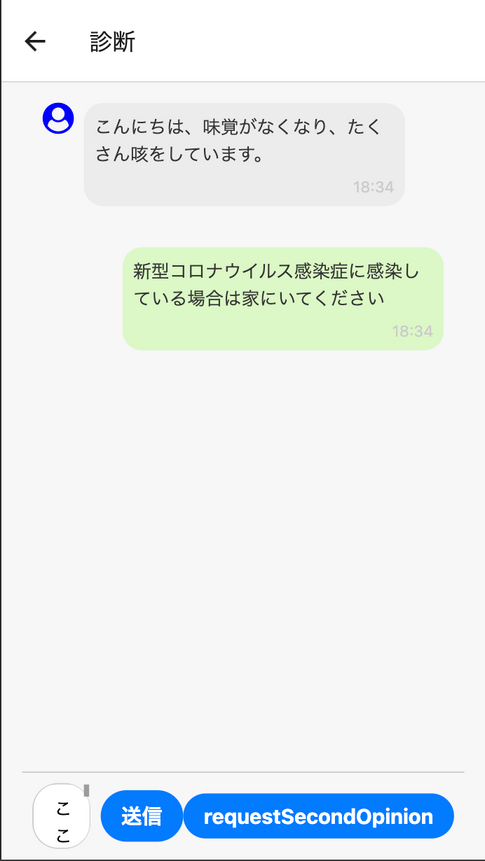 診断
こんにちは、味覚がなくなり、たく
さん咳をしています。
18:34
新型コロナウイルス感染症に感染し
ている場合は家にいてください
18:34
こ
こ
送信
requestSecondOpinion